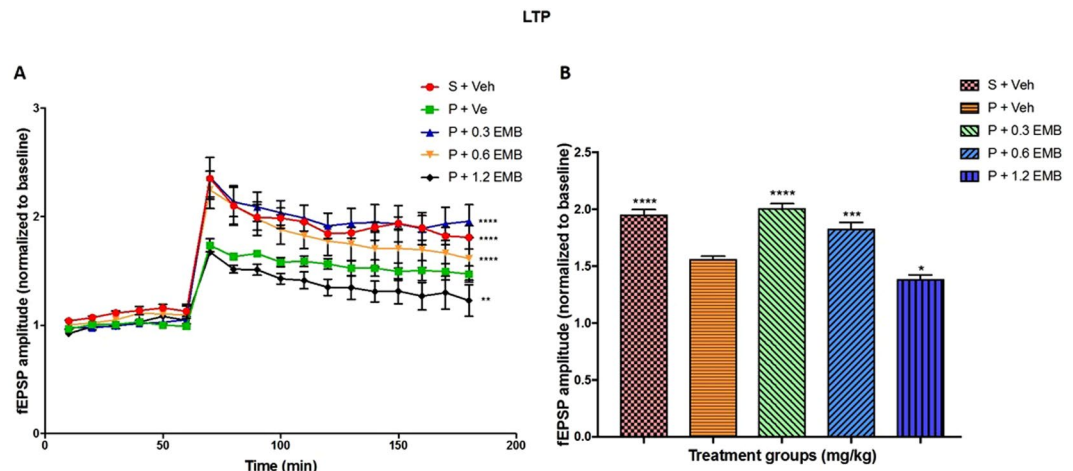 LTP
A
S + Veh
P + Ve
P + 0.3 EMB
P + 0.6 EMB
P + 1.2 EMB
fEPSP amplitude (normalized to baseline)
3
2
1
0
****
****
****
**
0
50
100
150
200
Time (min)
B
S + Veh
P + Veh
P + 0.3 EMB
P + 0.6 EMB
P + 1.2 EMB
fEPSP amplitude (normalized to baseline)
2.5
2.0
1.5
1.0
0.5
0.0
****
****
***
*
Treatment groups (mg/kg)